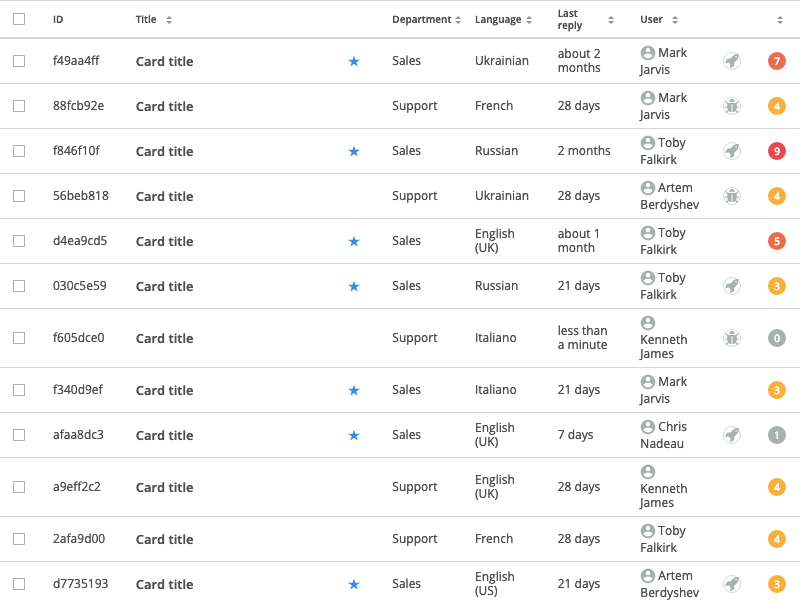 ID Title Department Language Last reply User
f49aa4ff Card title Sales Ukrainian about 2 months Mark Jarvis 7
88fcb92e Card title Support French 28 days Mark Jarvis 4
f846f10f Card title Sales Russian 2 months Toby Falkirk 9
56beb818 Card title Support Ukrainian 28 days Artem Berdyshev 4
d4ea9cd5 Card title Sales English (UK) about 1 month Toby Falkirk 5
030c5e59 Card title Sales Russian 21 days Toby Falkirk 3
f605dce0 Card title Support Italiano less than a minute Kenneth James 0
f340d9ef Card title Sales Italiano 21 days Mark Jarvis 3
afaa8dc3 Card title Sales English (UK) 7 days Chris Nadeau 1
a9eff2c2 Card title Support English (UK) 28 days Kenneth James 4
2afa9d00 Card title Support French 28 days Toby Falkirk 4
d7735193 Card title Sales English (US) 21 days Artem Berdyshev 3